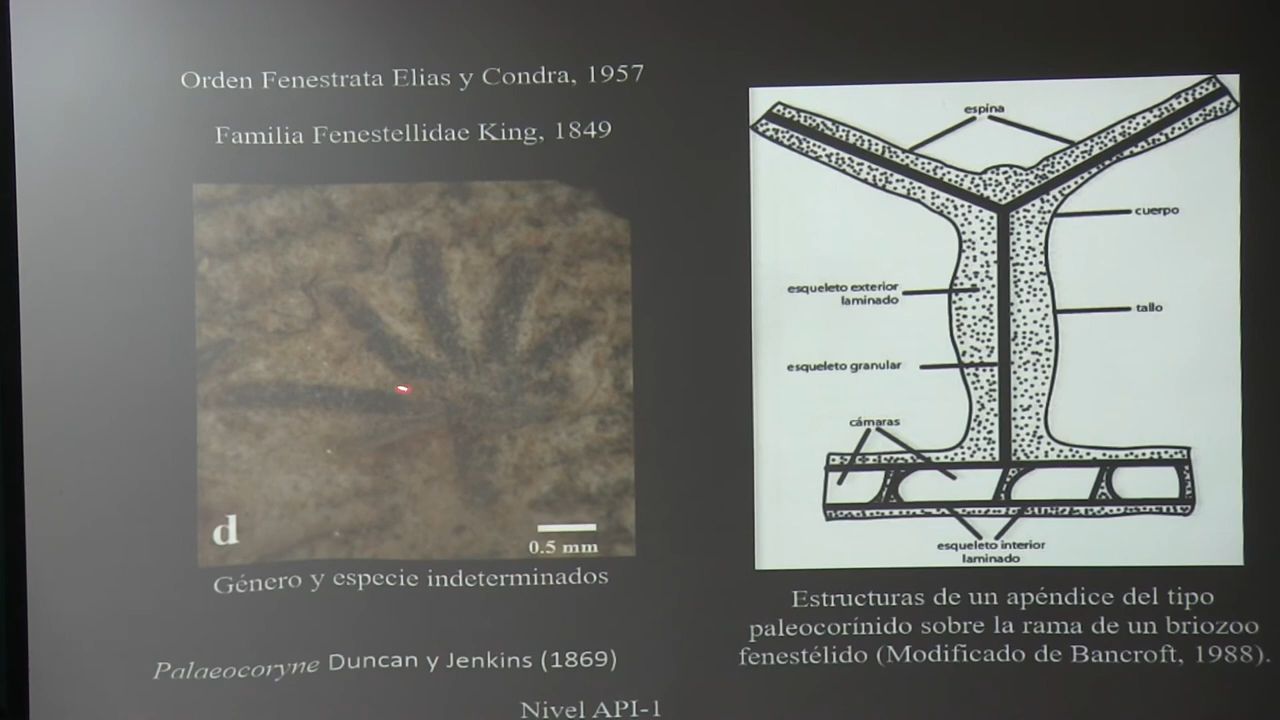 Orden Fenestrata Elias y Condra, 1957
Familia Fenestellidae King, 1849
d
0.5 mm
Género y especie indeterminados
Palaeocoryne Duncan y Jenkins (1869)
Nivel API-1
espina
cuerpo
esqueleto exterior
laminado
tallo
esqueleto granular
cámaras
esqueleto interior
laminado
Estructuras de un apéndice del tipo
paleocorínido sobre la rama de un briozoo
fenestélido (Modificado de Bancroft, 1988).